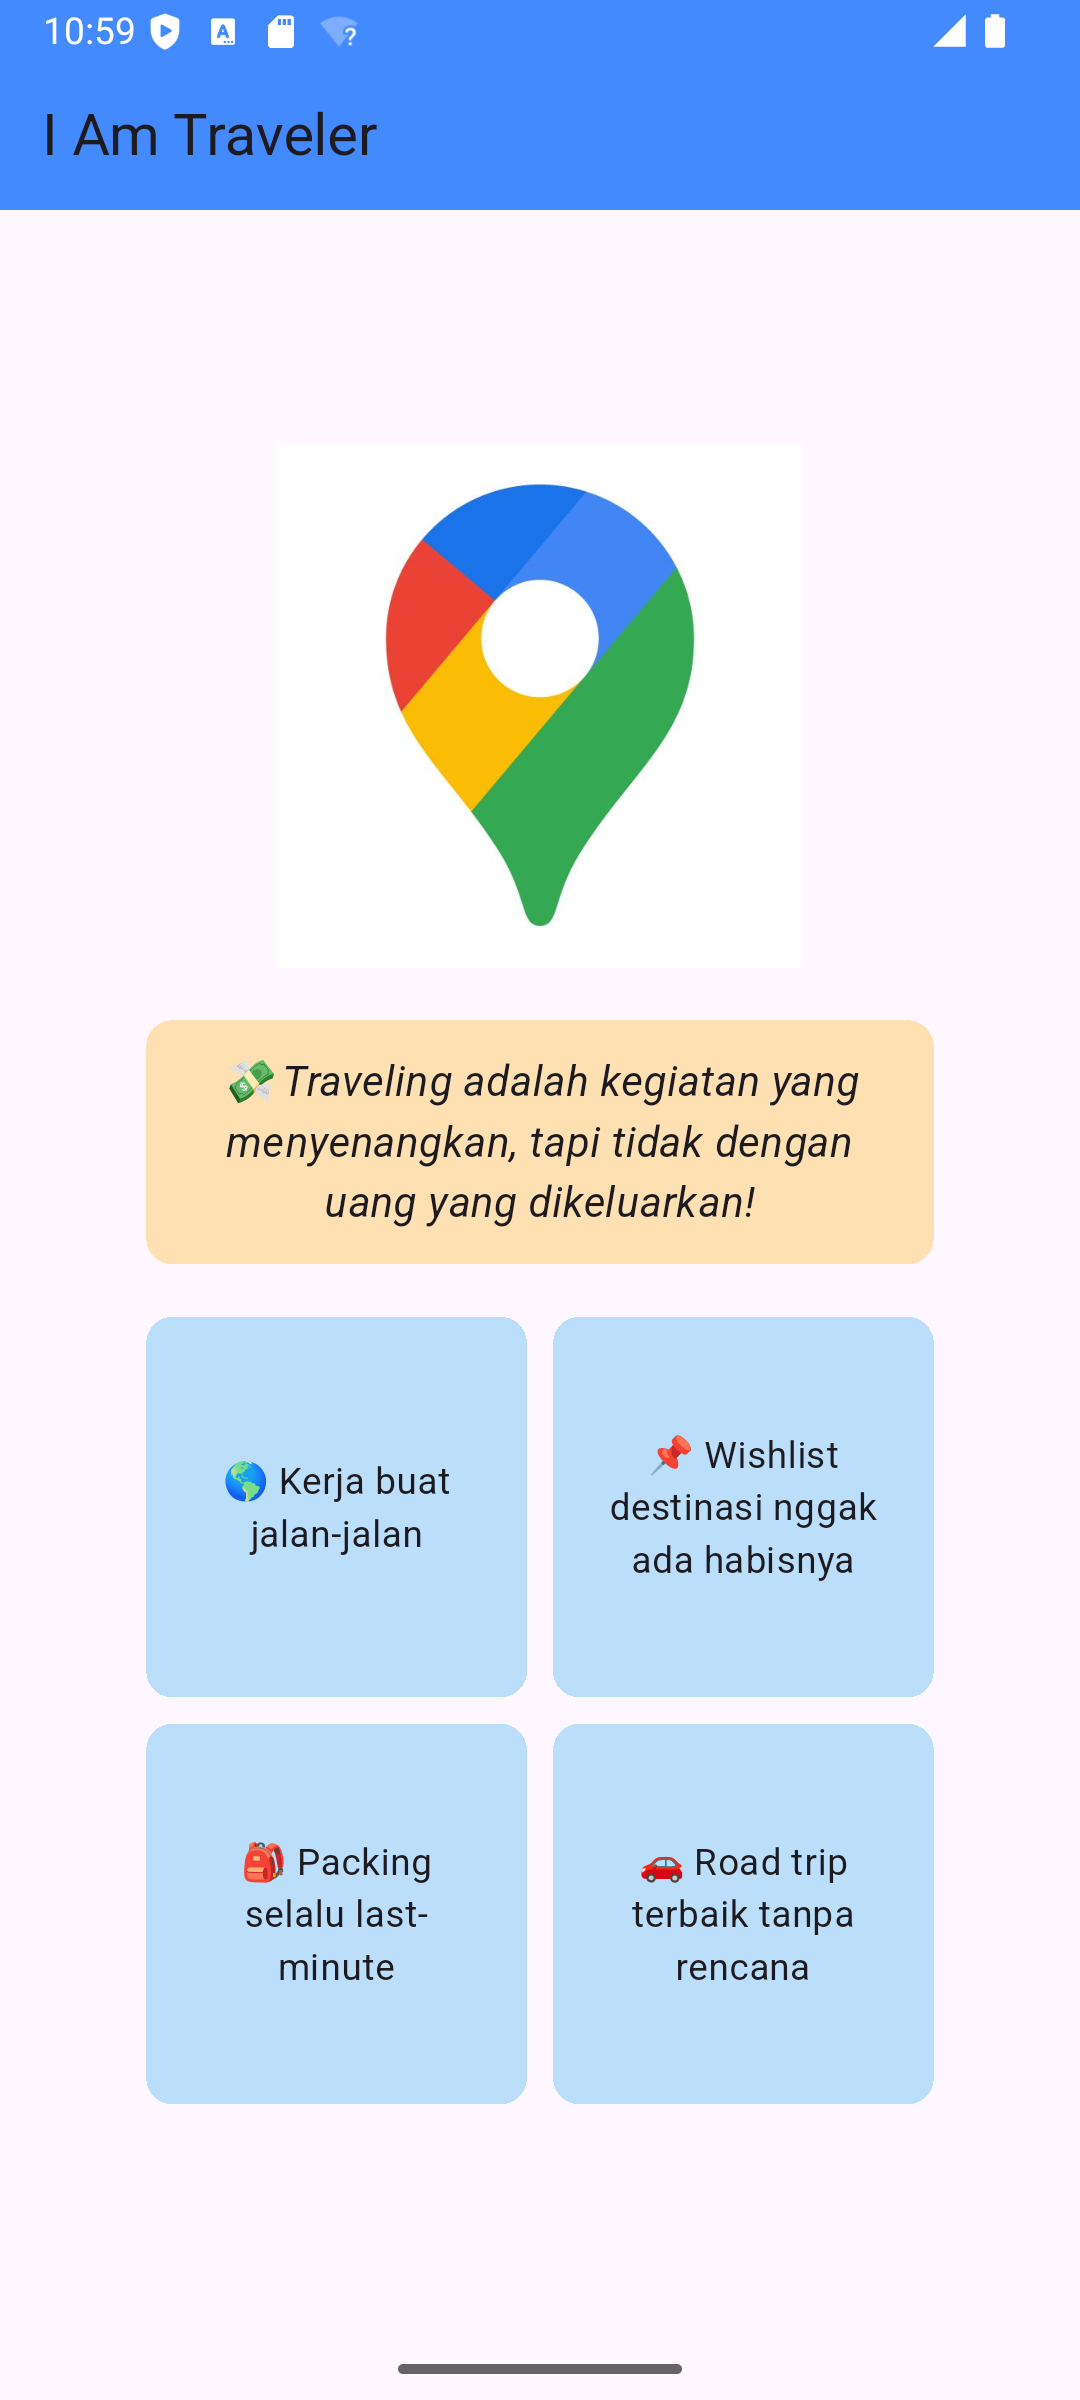 10:59
I Am Traveler
💸 Traveling adalah kegiatan yang
menyenangkan, tapi tidak dengan
uang yang dikeluarkan!
🌎 Kerja buat
jalan-jalan
📌 Wishlist
destinasi nggak
ada habisnya
🎒 Packing
selalu last-
minute
🚗 Road trip
terbaik tanpa
rencana